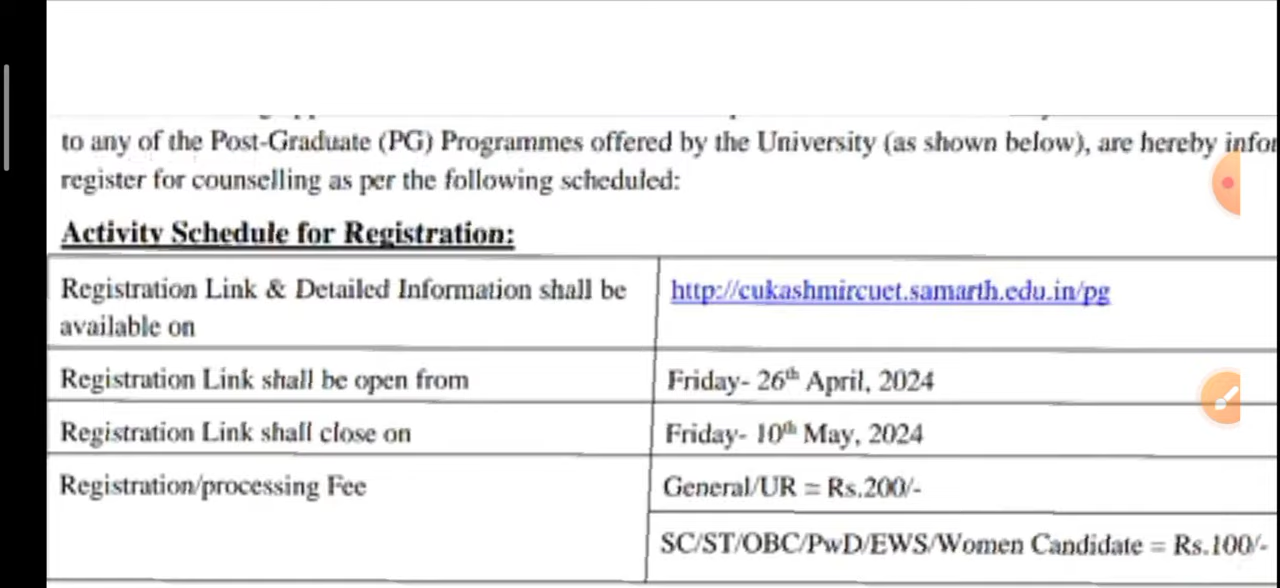 to any of the Post-Graduate (PG) Programmes offered by the University (as shown below), are hereby
register for counselling as per the following scheduled:
Activity Schedule for Registration:
Registration Link & Detailed Information shall be
available on
http://cukashmircuet.samarth.edu.in/pg
Registration Link shall be open from
Friday- 26th April, 2024
Registration Link shall close on
Friday- 10th May, 2024
Registration/processing Fee
General/UR = Rs.200/-
SC/ST/OBC/PwD/EWS/Women Candidate = Rs.100/-